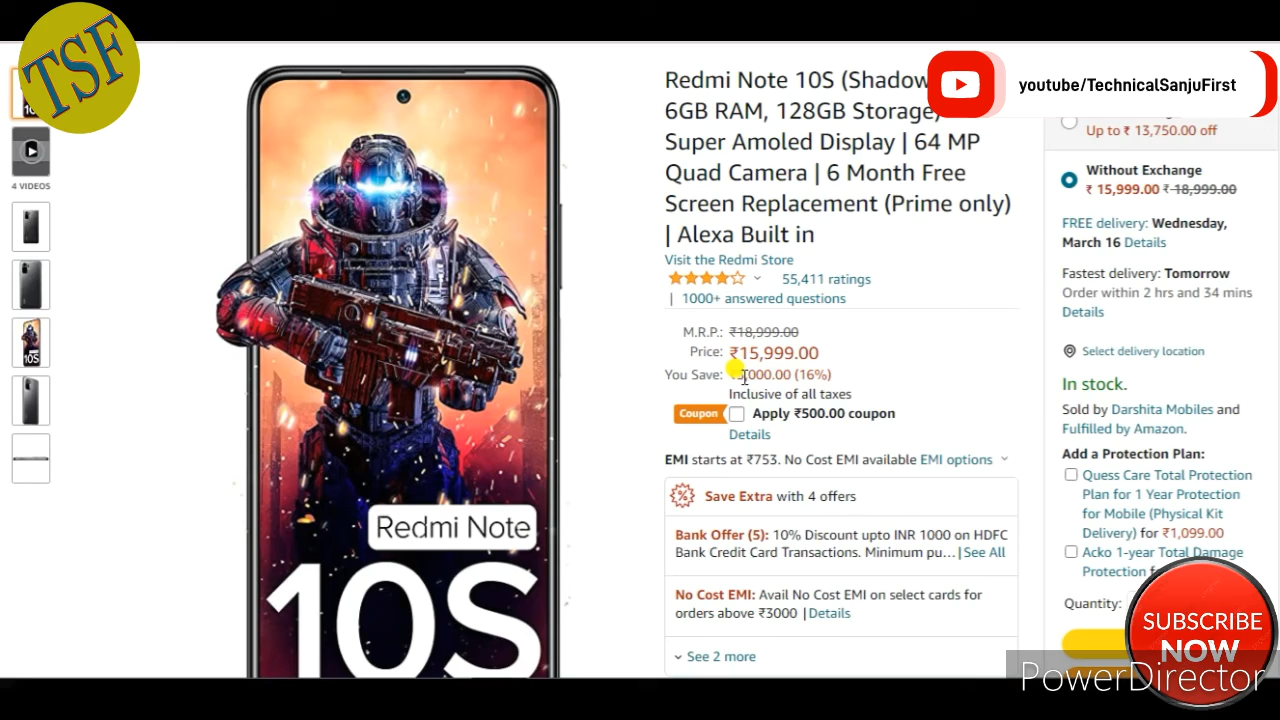 TSF
youtube/TechnicalSanjuFirst
4 VIDEOS
10S
Redmi Note
10S
Redmi Note 10S (Shadow
6GB RAM, 128GB Storage,
Super Amoled Display | 64 MP
Quad Camera | 6 Month Free
Screen Replacement (Prime only)
| Alexa Built in
Visit the Redmi Store
55,411 ratings
| 1000+ answered questions
M.R.P.: ₹18,999.00
Price: ₹15,999.00
You Save: 000.00 (16%)
Inclusive of all taxes
Coupon Apply ₹500.00 coupon
Details
EMI starts at ₹753. No Cost EMI available EMI options
Save Extra with 4 offers
Bank Offer (5): 10% Discount upto INR 1000 on HDFC
Bank Credit Card Transactions. Minimum pu... | See All
No Cost EMI: Avail No Cost EMI on select cards for
orders above ₹3000 | Details
See 2 more
Up to ₹ 13,750.00 off
Without Exchange
₹ 15,999.00 ₹ 18,999.00
FREE delivery: Wednesday,
March 16 Details
Fastest delivery: Tomorrow
Order within 2 hrs and 34 mins
Details
Select delivery location
In stock.
Sold by Darshita Mobiles and
Fulfilled by Amazon.
Add a Protection Plan:
Quess Care Total Protection
Plan for 1 Year Protection
for Mobile (Physical Kit
Delivery) for ₹1,099.00
Acko 1-year Total Damage
Protection
Quantity:
SUBSCRIBE
NOW
PowerDirector